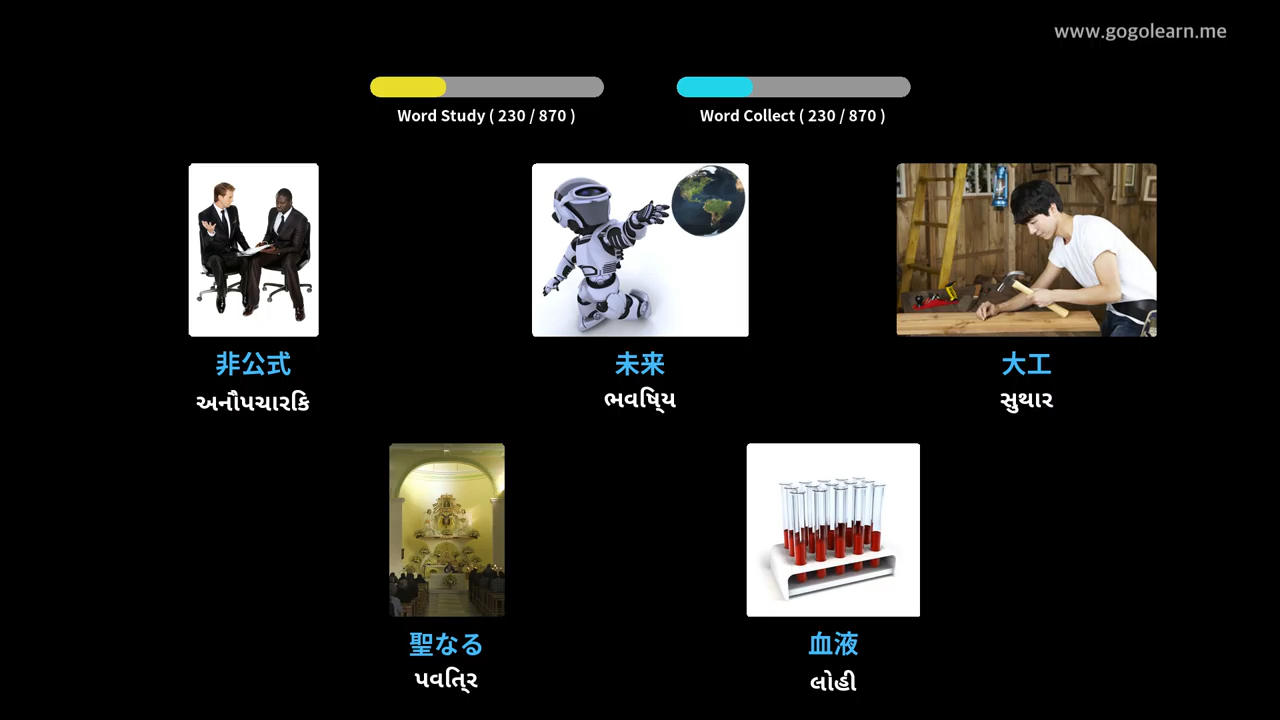 www.gogolearn.me
Word Study ( 230 / 870 )
Word Collect ( 230 / 870 )
非公式
અનૌપચારિક
未来
ભવિષ્ય
大工
સુથાર
聖なる
પવિત્ર
血液
લોહી